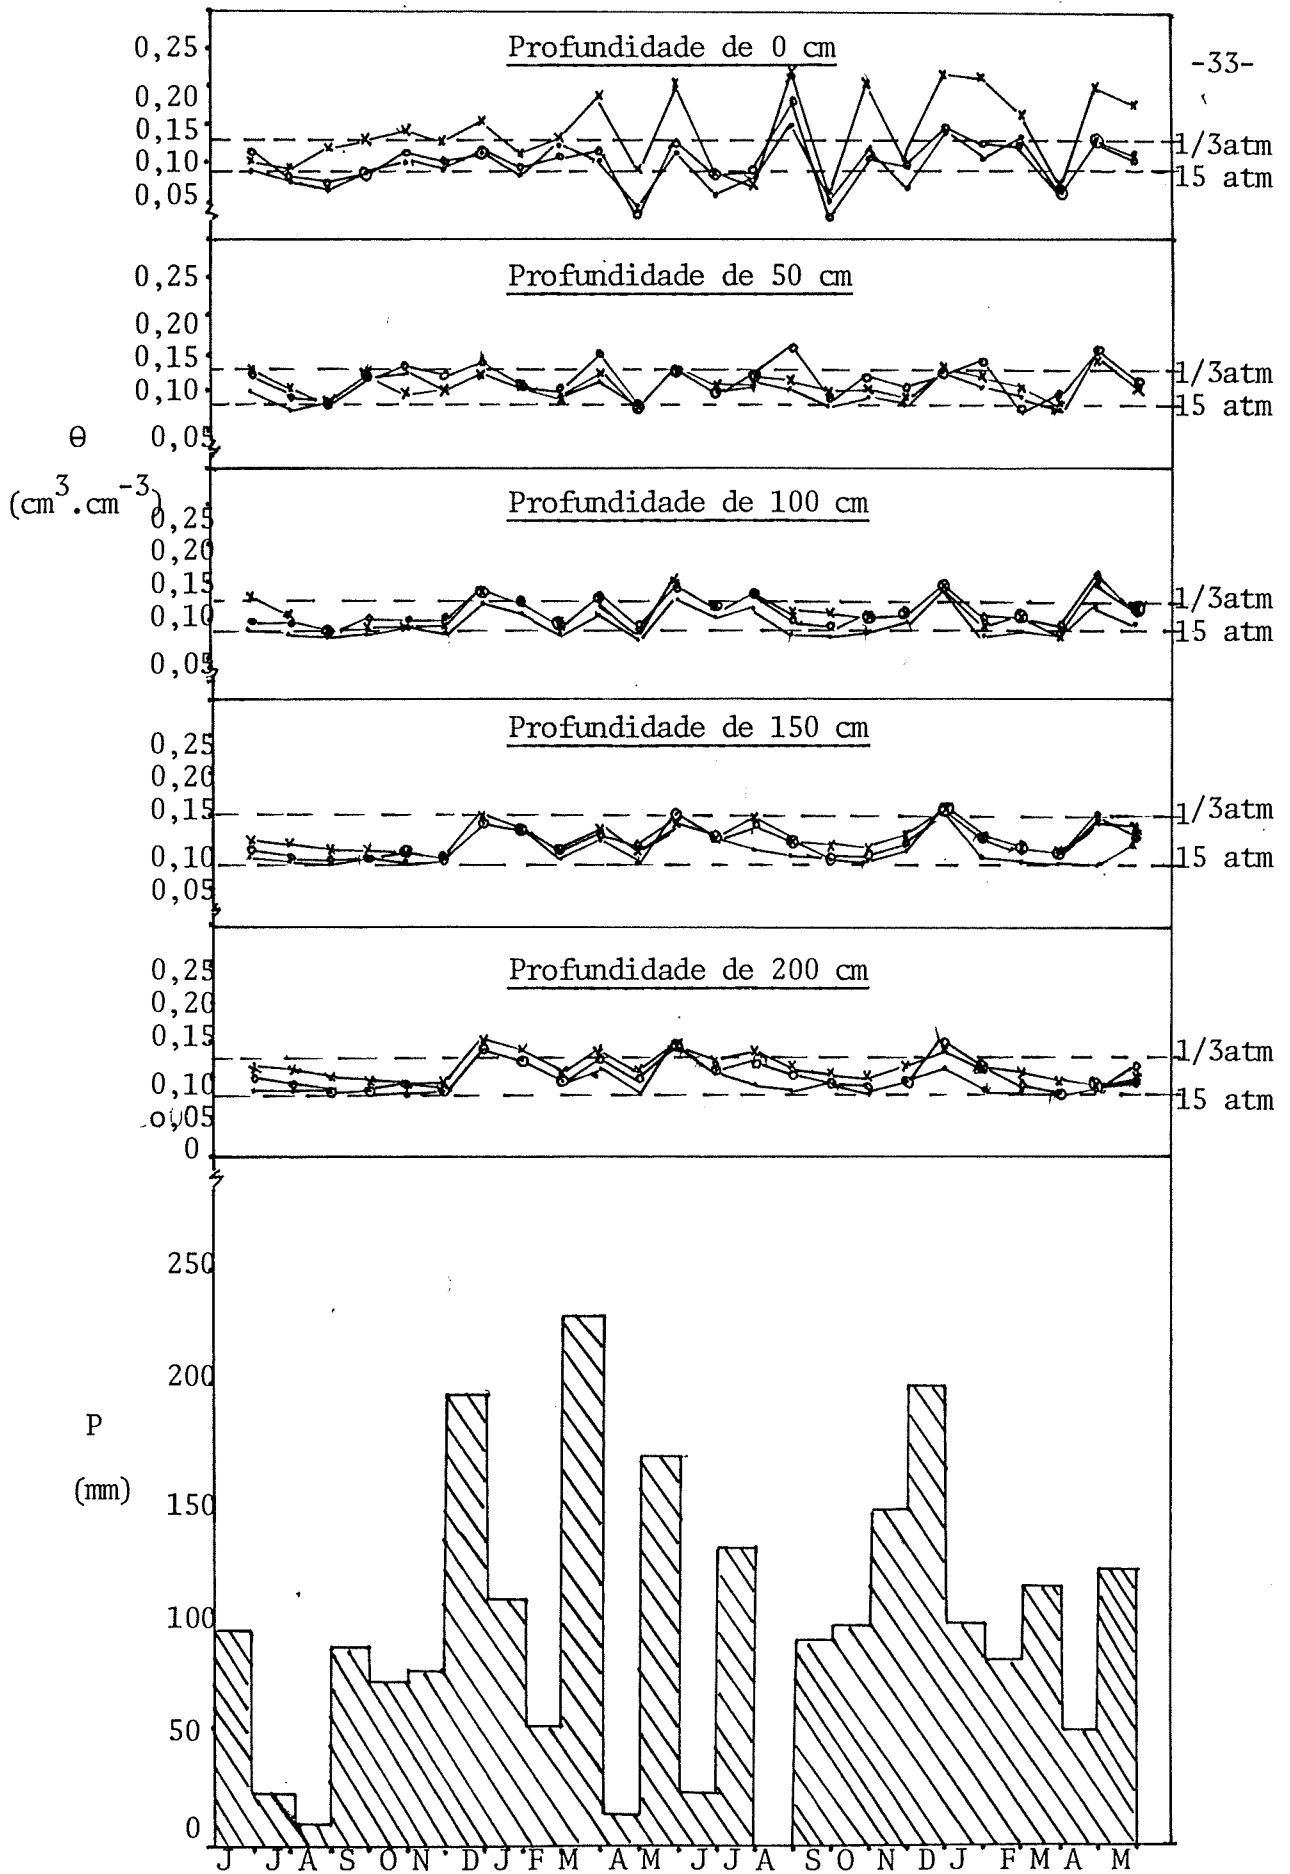 -33-
Profundidade de 0 cm
0,25
0,20
0,15
0,10
0,05
1/3atm
15 atm
Profundidade de 50 cm
0,25
0,20
0,15
0,10
0,05
1/3atm
15 atm
θ
(cm³.cm⁻³)
Profundidade de 100 cm
0,25
0,20
0,15
0,10
0,05
1/3atm
15 atm
Profundidade de 150 cm
0,25
0,20
0,15
0,10
0,05
1/3atm
15 atm
Profundidade de 200 cm
0,25
0,20
0,15
0,10
0,05
0
1/3atm
15 atm
250
200
P
(mm)
150
100
50
0
J J A S O N D J F M A M J J A S O N D J F M A M